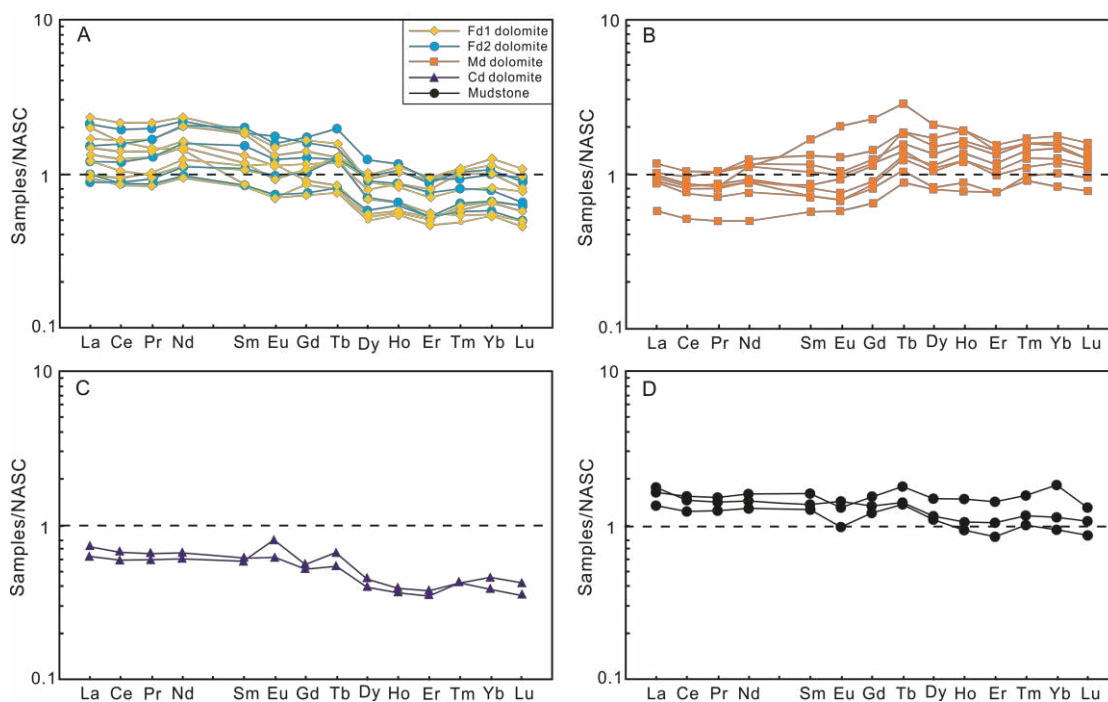 A
10
1
0.1
Samples/NASC
La Ce Pr Nd Sm Eu Gd Tb Dy Ho Er Tm Yb Lu
Fd1 dolomite
Fd2 dolomite
Md dolomite
Cd dolomite
Mudstone
B
10
1
0.1
Samples/NASC
La Ce Pr Nd Sm Eu Gd Tb Dy Ho Er Tm Yb Lu
C
10
1
0.1
Samples/NASC
La Ce Pr Nd Sm Eu Gd Tb Dy Ho Er Tm Yb Lu
D
10
1
0.1
Samples/NASC
La Ce Pr Nd Sm Eu Gd Tb Dy Ho Er Tm Yb Lu